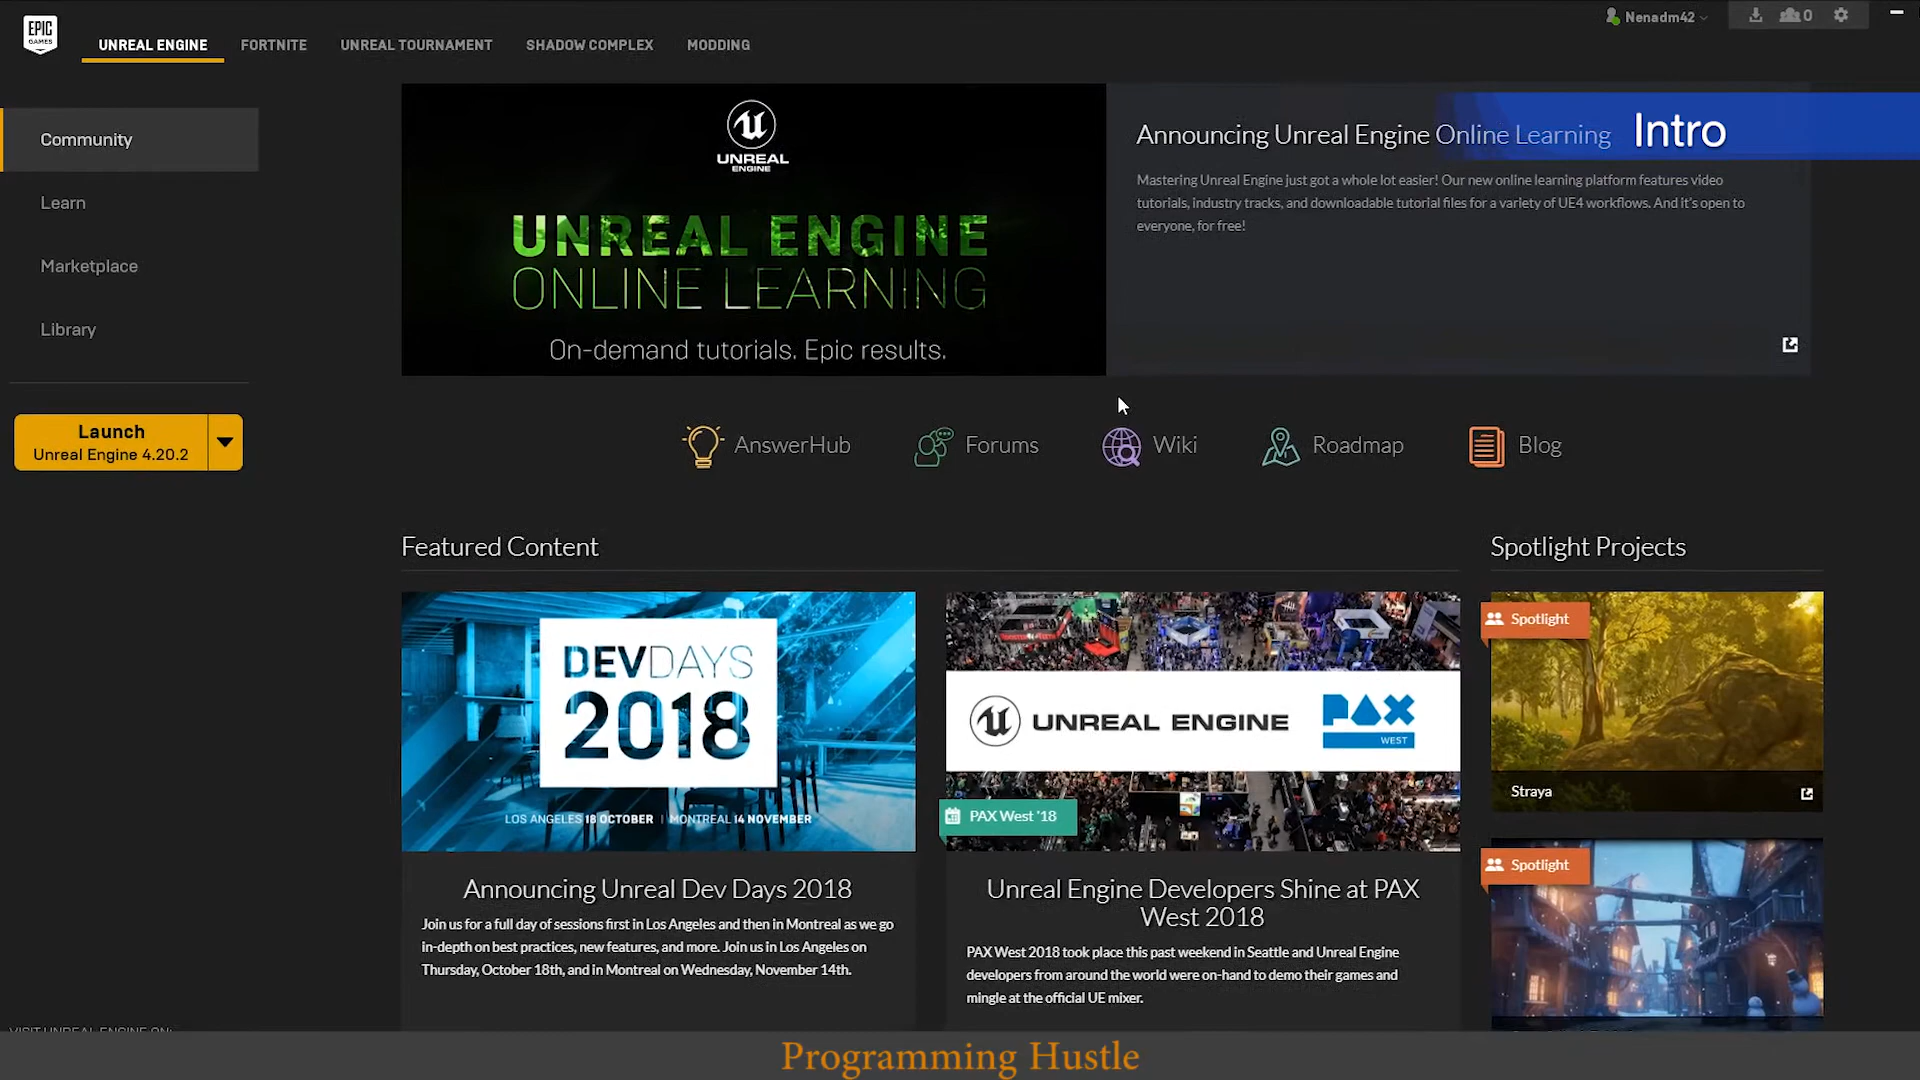 EPIC
GAMES
UNREAL ENGINE
FORTNITE
UNREAL TOURNAMENT
SHADOW COMPLEX
MODDING
Nenadm42
0
Community
Learn
Marketplace
Library
Launch
Unreal Engine 4.20.2
UNREAL
ENGINE
UNREAL ENGINE
ONLINE LEARNING
On-demand tutorials. Epic results.
Announcing Unreal Engine Online Learning
Intro
Mastering Unreal Engine just got a whole lot easier! Our new online learning platform features video
tutorials, industry tracks, and downloadable tutorial files for a variety of UE4 workflows. And it's open to
everyone, for free!
AnswerHub
Forums
Wiki
Roadmap
Blog
Featured Content
Spotlight Projects
DEVDAYS
2018
LOS ANGELES 18 OCTOBER | MONTREAL 14 NOVEMBER
Announcing Unreal Dev Days 2018
Join us for a full day of sessions first in Los Angeles and then in Montreal as we go
in-depth on best practices, new features, and more. Join us in Los Angeles on
Thursday, October 18th, and in Montreal on Wednesday, November 14th.
UNREAL ENGINE
PAX
WEST
PAX West '18
Unreal Engine Developers Shine at PAX
West 2018
PAX West 2018 took place this past weekend in Seattle and Unreal Engine
developers from around the world were on-hand to demo their games and
mingle at the official UE mixer.
Spotlight
Straya
Spotlight
VISIT UNREAL ENGINE ON:
Programming Hustle